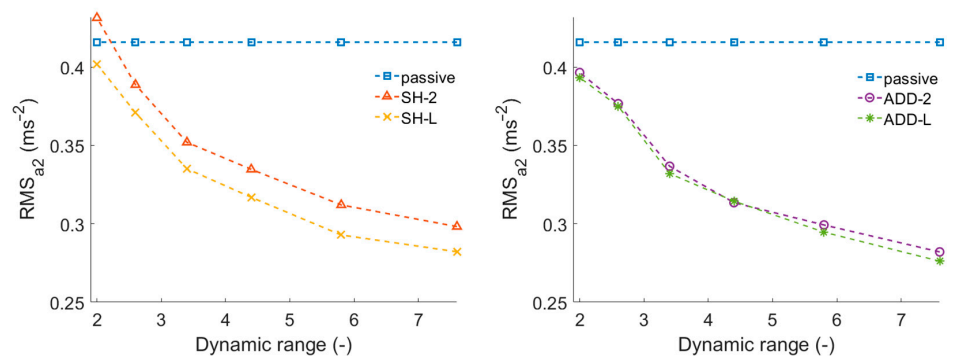 0.4
0.35
0.3
0.25
RMS_a2 (ms⁻²)
passive
SH-2
SH-L
2 3 4 5 6 7
Dynamic range (-)
0.4
0.35
0.3
0.25
RMS_a2 (ms⁻²)
passive
ADD-2
ADD-L
2 3 4 5 6 7
Dynamic range (-)